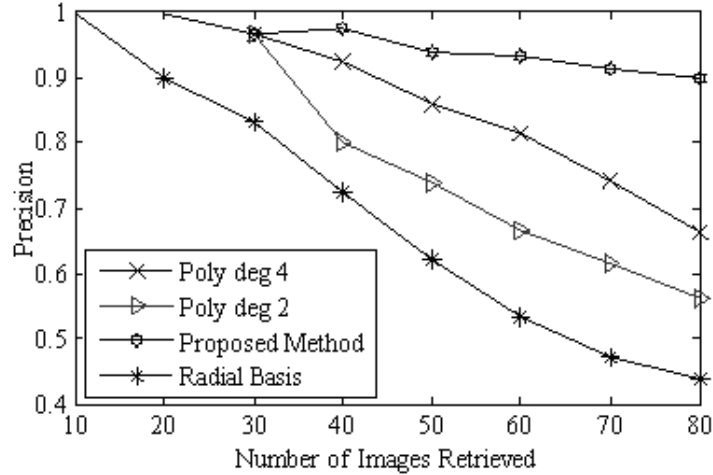 1
0.9
0.8
0.7
0.6
0.5
0.4
Precision
Poly deg 4
Poly deg 2
Proposed Method
Radial Basis
10 20 30 40 50 60 70 80
Number of Images Retrieved